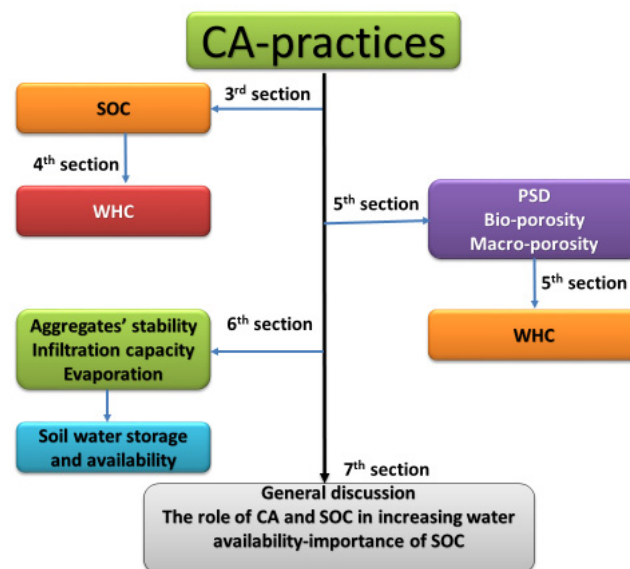 CA-practices
3rd section
SOC
4th section
WHC
5th section
PSD
Bio-porosity
Macro-porosity
5th section
WHC
6th section
Aggregates' stability
Infiltration capacity
Evaporation
Soil water storage
and availability
7th section
General discussion
The role of CA and SOC in increasing water
availability-importance of SOC